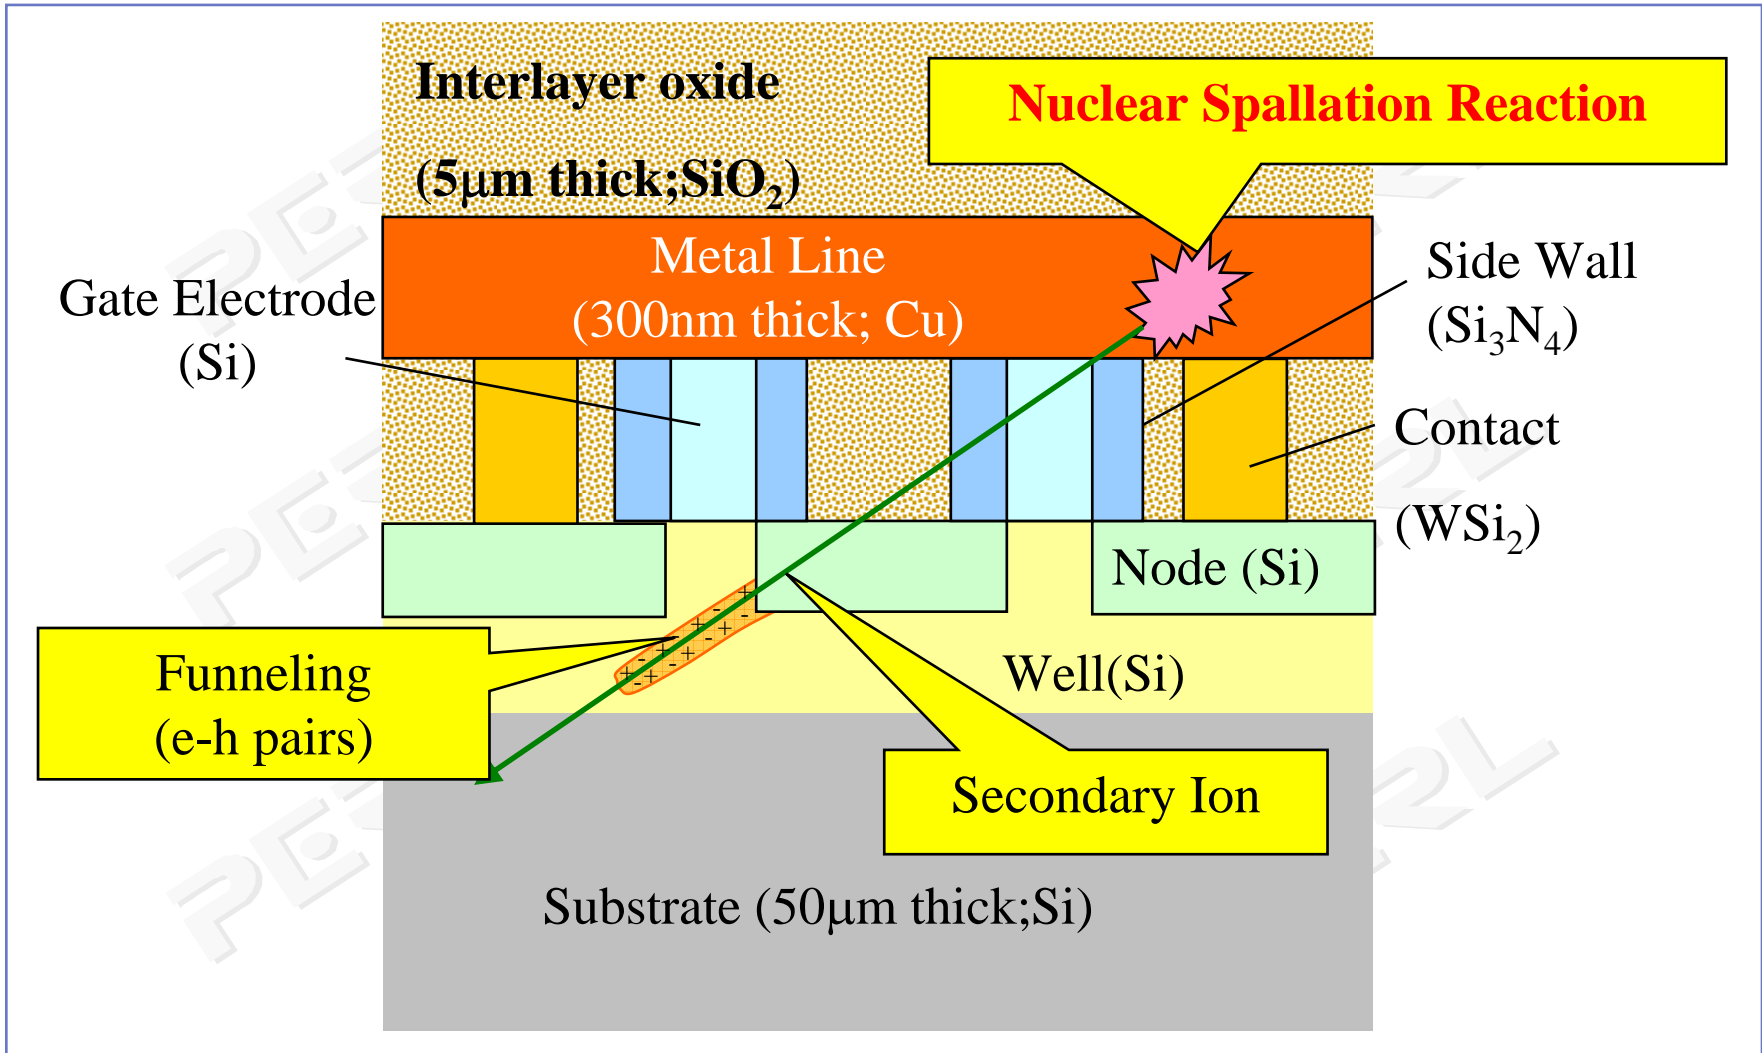 Interlayer oxide
(5μm thick;SiO₂)
Nuclear Spallation Reaction
Metal Line
(300nm thick; Cu)
Gate Electrode
(Si)
Side Wall
(Si₃N₄)
Contact
(WSi₂)
Node (Si)
+ - + - + - + - + - + - + - + -
Funneling
(e-h pairs)
Well(Si)
Secondary Ion
Substrate (50μm thick;Si)